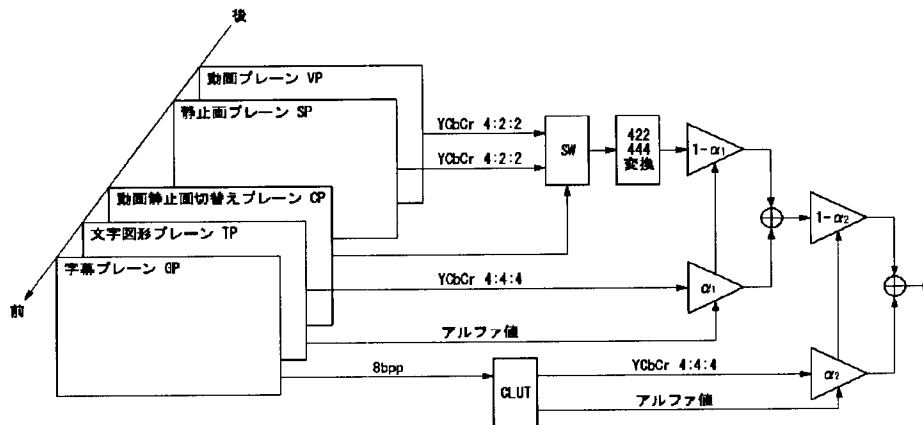 後
動画プレーン VP
静止画プレーン SP
動画静止画切替えプレーン CP
文字図形プレーン TP
字幕プレーン GP
前
YCbCr 4:2:2
YCbCr 4:2:2
SW
422
444
変換
1-α1
1-α2
YCbCr 4:4:4
α1
アルファ値
8bpp
CLUT
YCbCr 4:4:4
α2
アルファ値